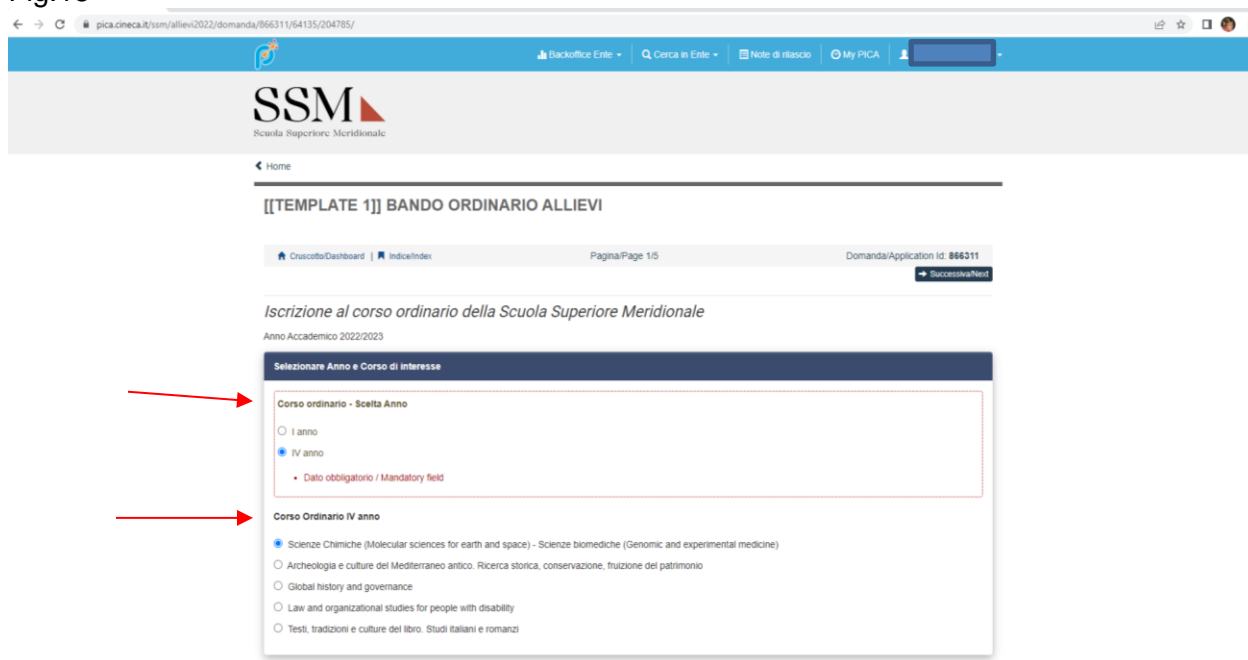 pica.cineca.it/ssm/allievi2022/domanda/866311/64135/204785/
Backoffice Ente Cerca in Ente Note di rilascio My PICA
SSM
Scuola Superiore Meridionale
Home
[[TEMPLATE 1]] BANDO ORDINARIO ALLIEVI
Cruscotto/Dashboard | Indice/Index Pagina/Page 1/5 Domanda/Application Id: 866311
Successiva/Next
Iscrizione al corso ordinario della Scuola Superiore Meridionale
Anno Accademico 2022/2023
Selezionare Anno e Corso di interesse
Corso ordinario - Scelta Anno
I anno
IV anno
• Dato obbligatorio / Mandatory field
Corso Ordinario IV anno
Scienze Chimiche (Molecular sciences for earth and space) - Scienze biomediche (Genomic and experimental medicine)
Archeologia e culture del Mediterraneo antico. Ricerca storica, conservazione, fruizione del patrimonio
Global history and governance
Law and organizational studies for people with disability
Testi, tradizioni e culture del libro. Studi italiani e romanzi